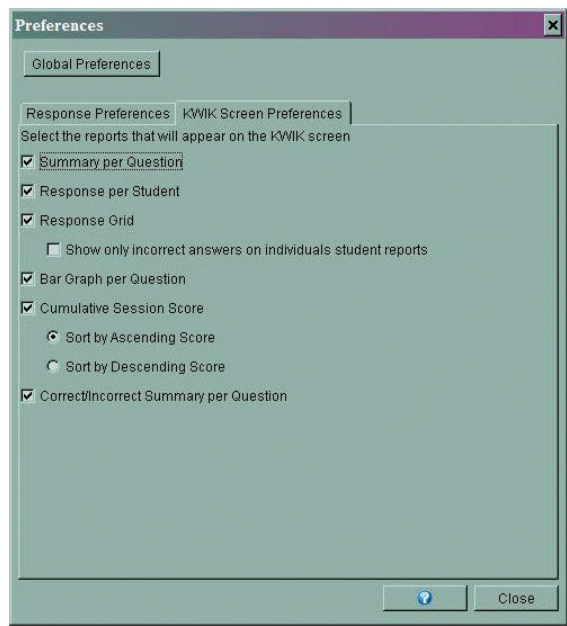 Preferences
Global Preferences
Response Preferences KWIK Screen Preferences
Select the reports that will appear on the KWIK screen
Summary per Question
Response per Student
Response Grid
Show only incorrect answers on individuals student reports
Bar Graph per Question
Cumulative Session Score
Sort by Ascending Score
Sort by Descending Score
Correct/Incorrect Summary per Question
? Close